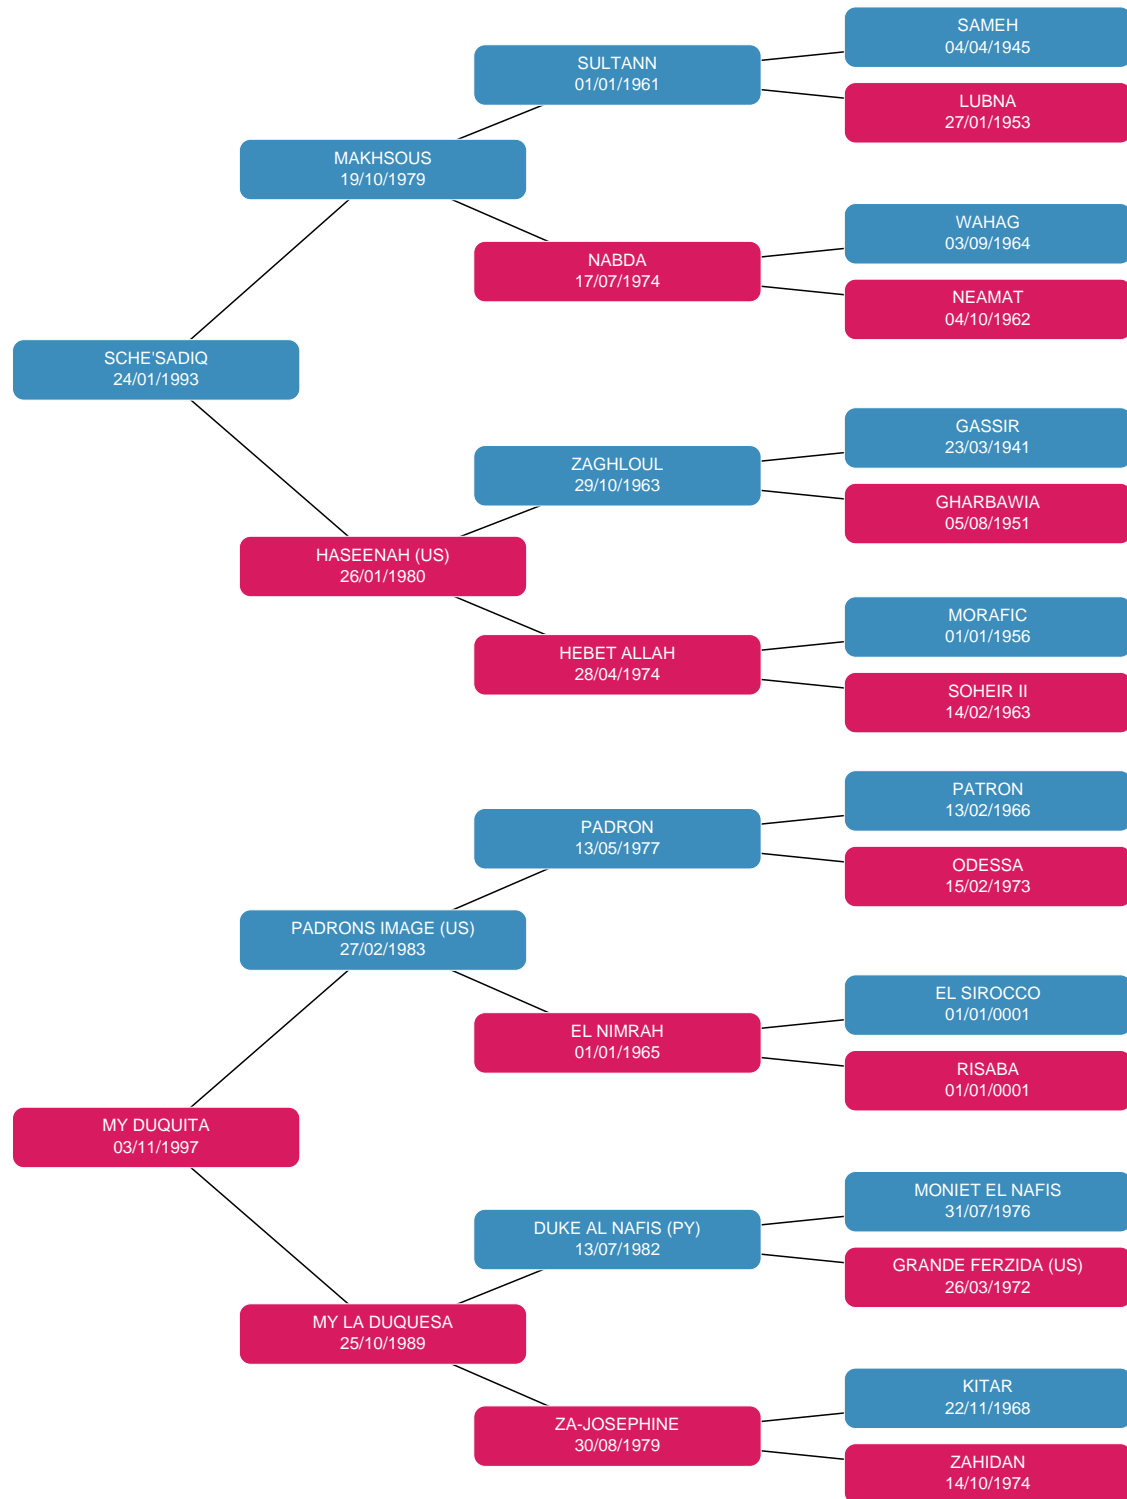 SAMEH
04/04/1945
SULTANN
01/01/1961
LUBNA
27/01/1953
MAKHSOUS
19/10/1979
WAHAG
03/09/1964
NABDA
17/07/1974
NEAMAT
04/10/1962
SCHE'SADIQ
24/01/1993
GASSIR
23/03/1941
ZAGHLOUL
29/10/1963
GHARBAWIA
05/08/1951
HASEENAH (US)
26/01/1980
MORAFIC
01/01/1956
HEBET ALLAH
28/04/1974
SOHEIR II
14/02/1963
PATRON
13/02/1966
PADRON
13/05/1977
ODESSA
15/02/1973
PADRONS IMAGE (US)
27/02/1983
EL SIROCCO
01/01/0001
EL NIMRAH
01/01/1965
RISABA
01/01/0001
MY DUQUITA
03/11/1997
MONIET EL NAFIS
31/07/1976
DUKE AL NAFIS (PY)
13/07/1982
GRANDE FERZIDA (US)
26/03/1972
MY LA DUQUESA
25/10/1989
KITAR
22/11/1968
ZA-JOSEPHINE
30/08/1979
ZAHIDAN
14/10/1974